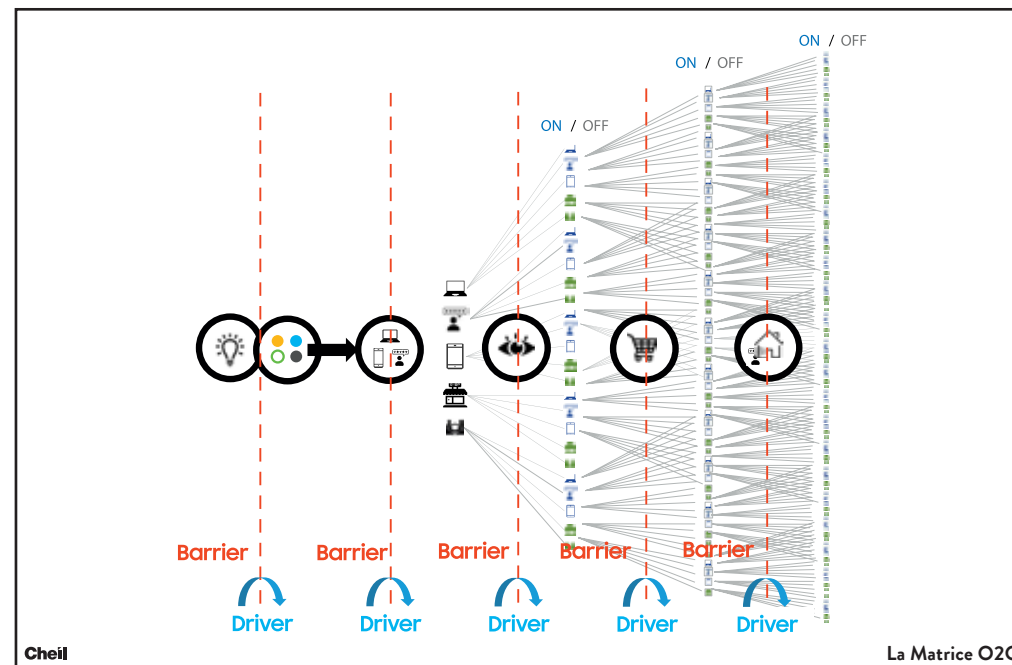 ON / OFF
ON / OFF
ON / OFF
Barrier Barrier Barrier Barrier Barrier
Driver Driver Driver Driver Driver
Cheil
La Matrice O2O